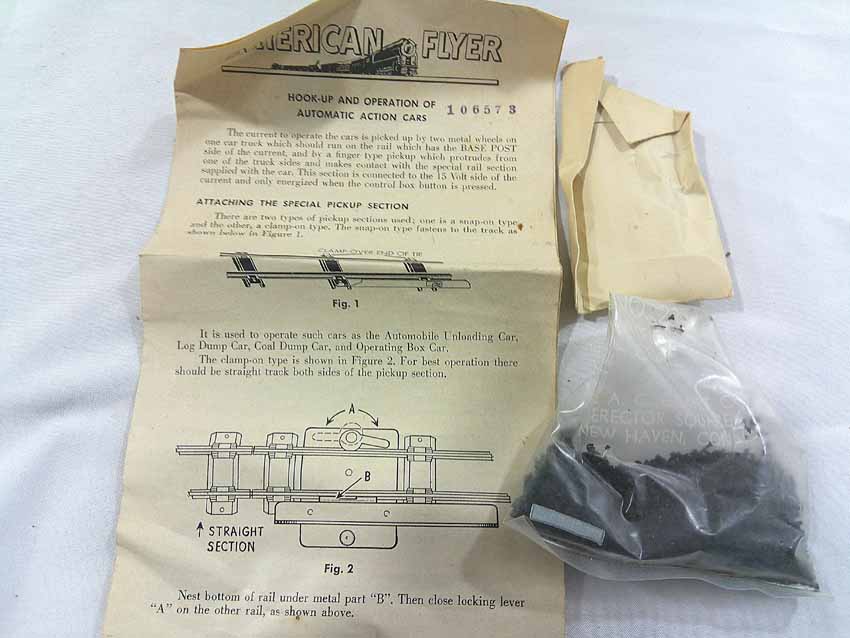 AMERICAN FLYER
HOOK-UP AND OPERATION OF
AUTOMATIC ACTION CARS
106573
The current to operate the cars is picked up by two metal wheels on
one car truck which should run on the rail which has the BASE POST
side of the current, and by a finger type pickup which protrudes from
one of the truck sides and makes contact with the special rail section
supplied with the car. This section is connected to the 15 Volt side of the
current and only energized when the control box button is pressed.
ATTACHING THE SPECIAL PICKUP SECTION
There are two types of pickup sections used; one is a snap-on type
and the other, a clamp-on type. The snap-on type fastens to the track as
shown below in Figure 1.
CLAMP OVER END OF TIE
Fig. 1
It is used to operate such cars as the Automobile Unloading Car,
Log Dump Car, Coal Dump Car, and Operating Box Car.
The clamp-on type is shown in Figure 2. For best operation there
should be straight track both sides of the pickup section.
A
B
STRAIGHT
SECTION
Fig. 2
Nest bottom of rail under metal part "B". Then close locking lever
"A" on the other rail, as shown above.
ERECTOR SQUARE
NEW HAVEN, CONN